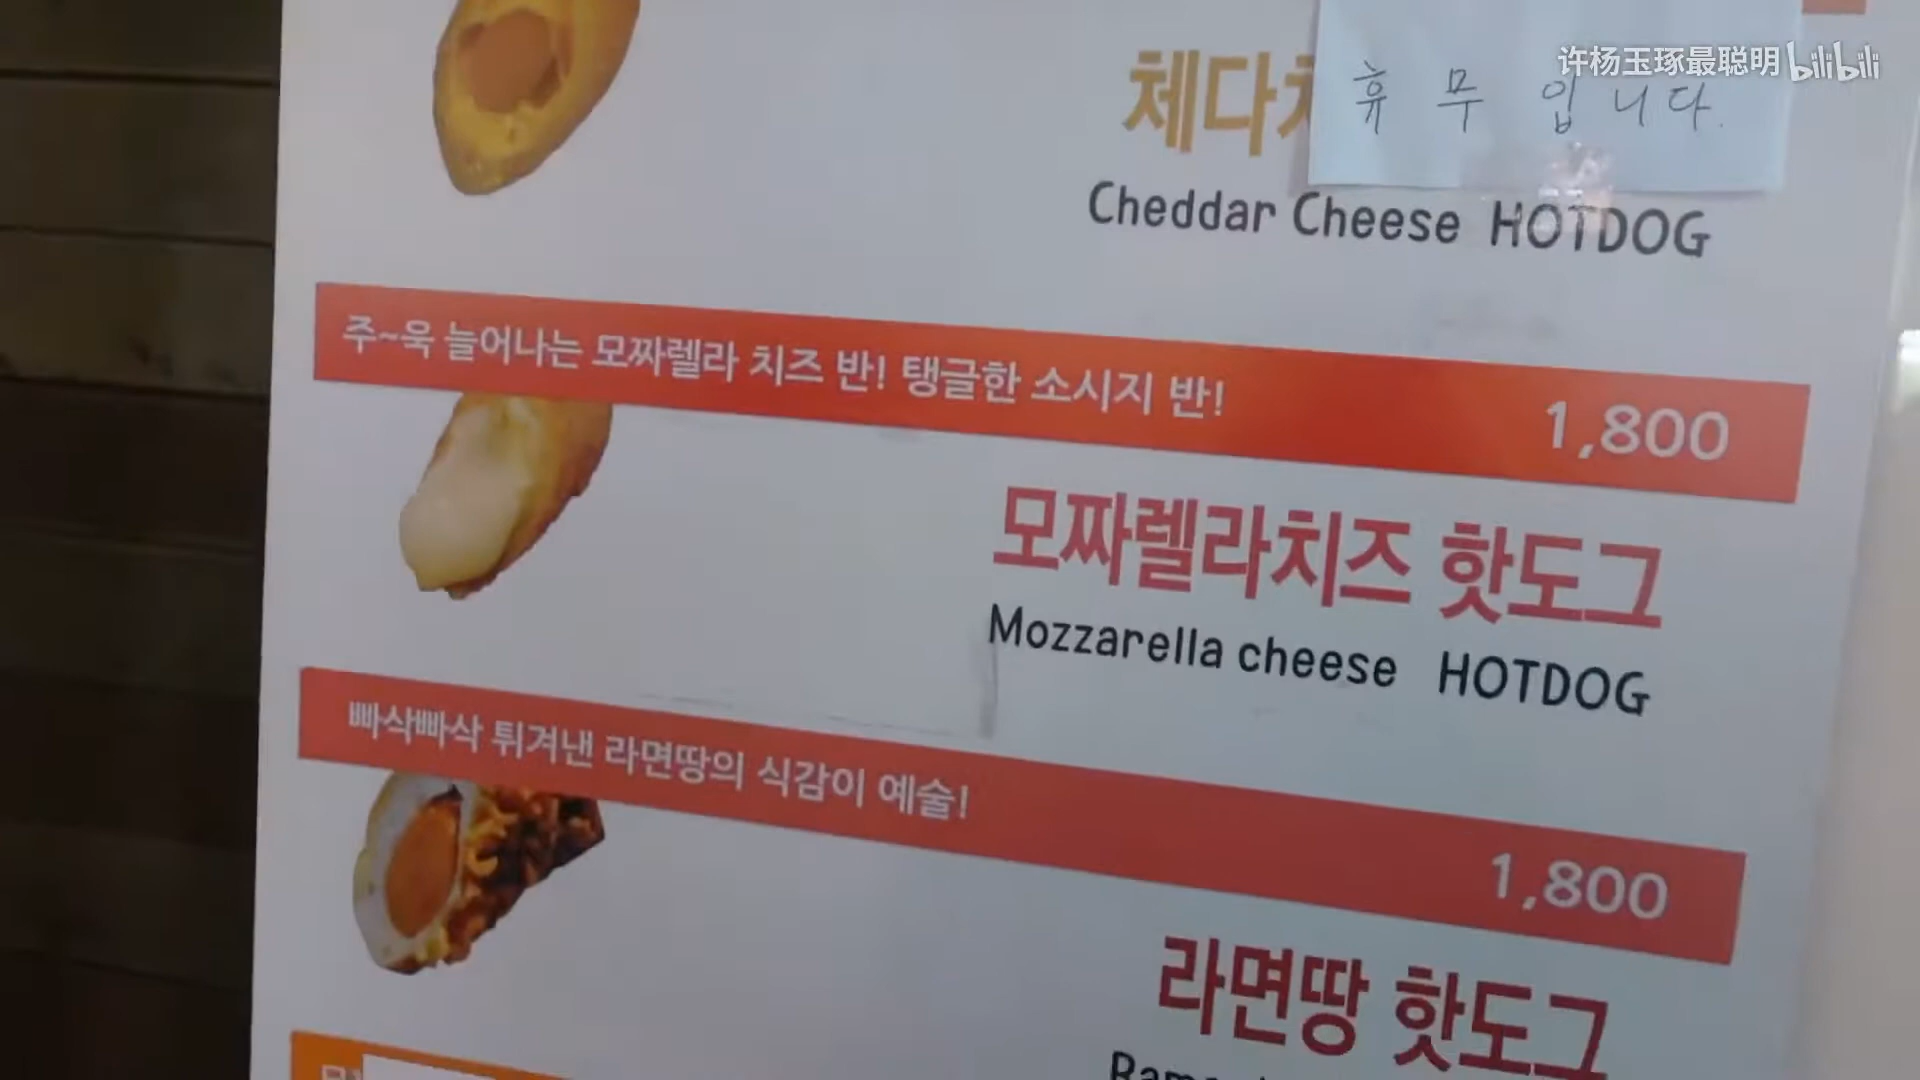 许杨玉琢最聪明 bilibili
휴무입니다.
체다
Cheddar Cheese HOTDOG
주~욱 늘어나는 모짜렐라 치즈 반! 탱글한 소시지 반! 1,800
모짜렐라치즈 핫도그
Mozzarella cheese HOTDOG
빠삭빠삭 튀겨낸 라면땅의 식감이 예술! 1,800
라면땅 핫도그